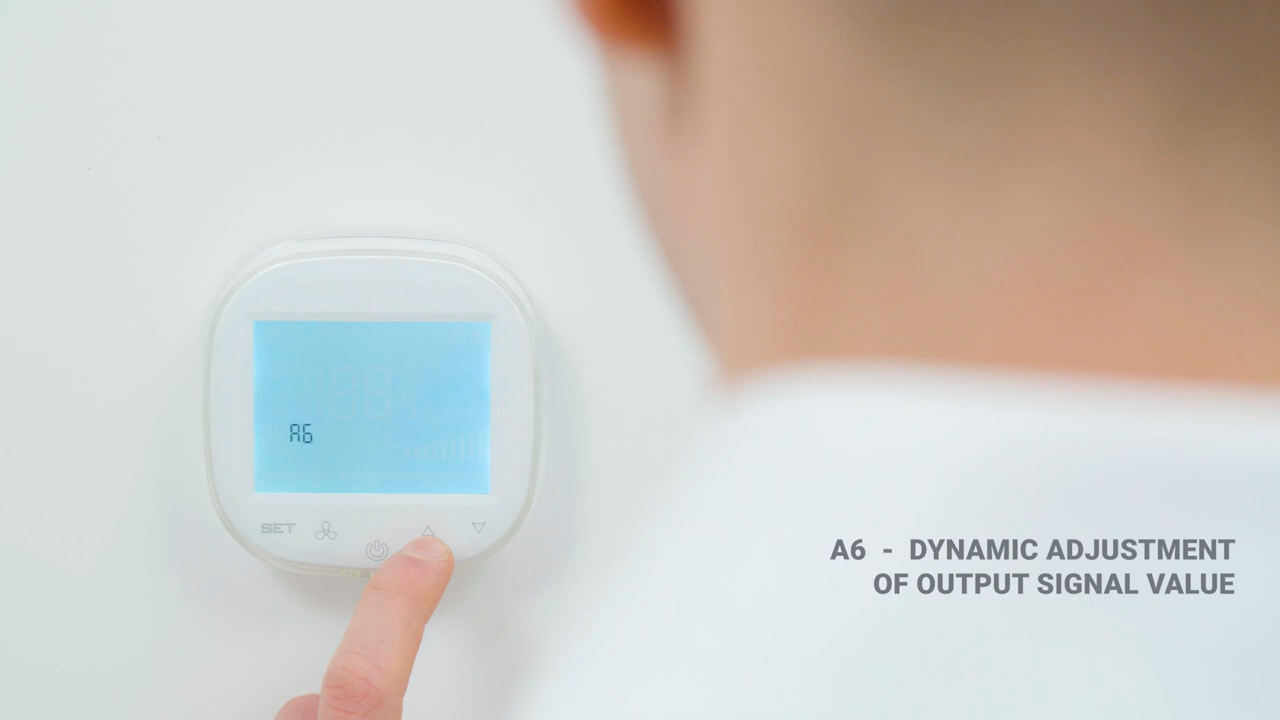 A6
SET
A6 - DYNAMIC ADJUSTMENT
OF OUTPUT SIGNAL VALUE